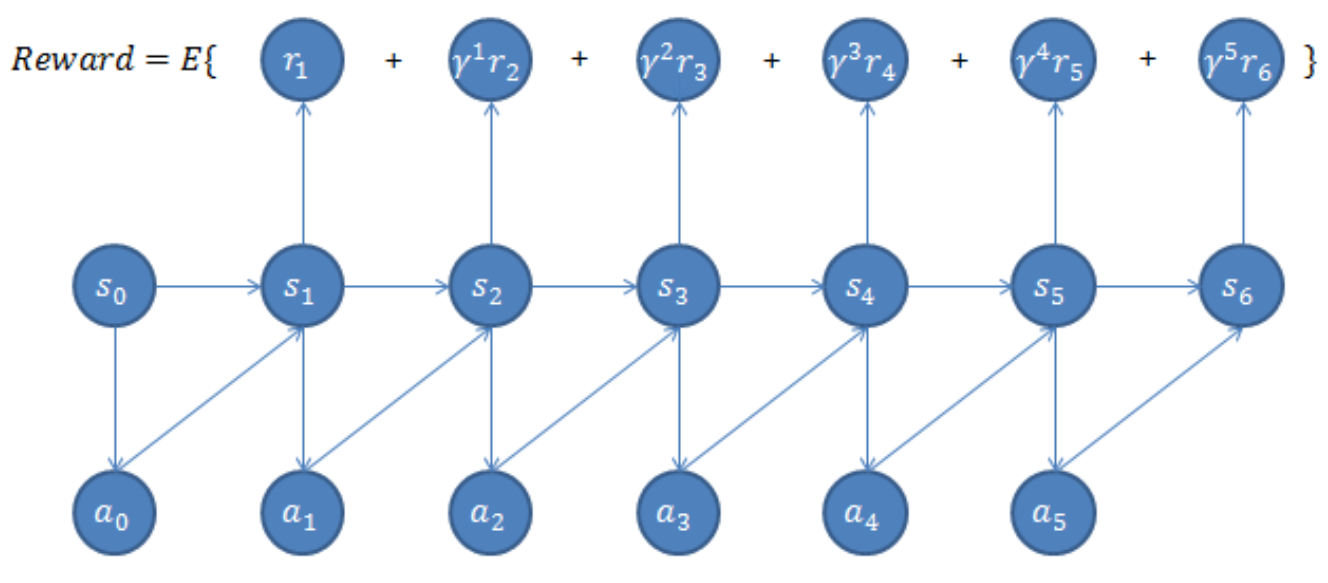 Reward = E{ r₁ + γ¹r₂ + γ²r₃ + γ³r₄ + γ⁴r₅ + γ⁵r₆ }
s₀ s₁ s₂ s₃ s₄ s₅ s₆
a₀ a₁ a₂ a₃ a₄ a₅